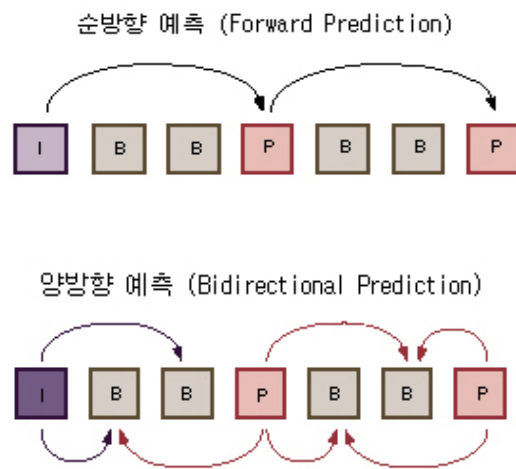 순방향 예측 (Forward Prediction)
I B B P B B P
양방향 예측 (Bidirectional Prediction)
I B B P B B P